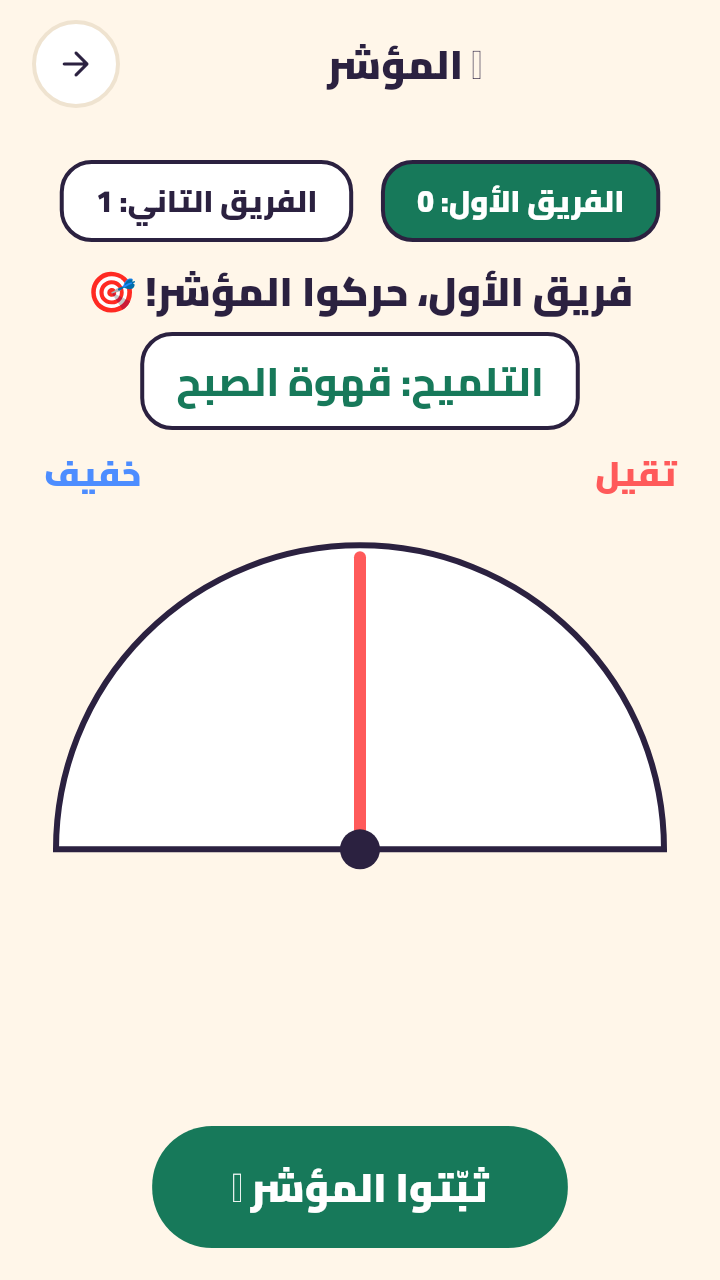 المؤشر
الفريق الأول: 0
الفريق التاني: 1
فريق الأول، حركوا المؤشر! 🎯
التلميح: قهوة الصبح
تقيل
خفيف
ثبّتوا المؤشر